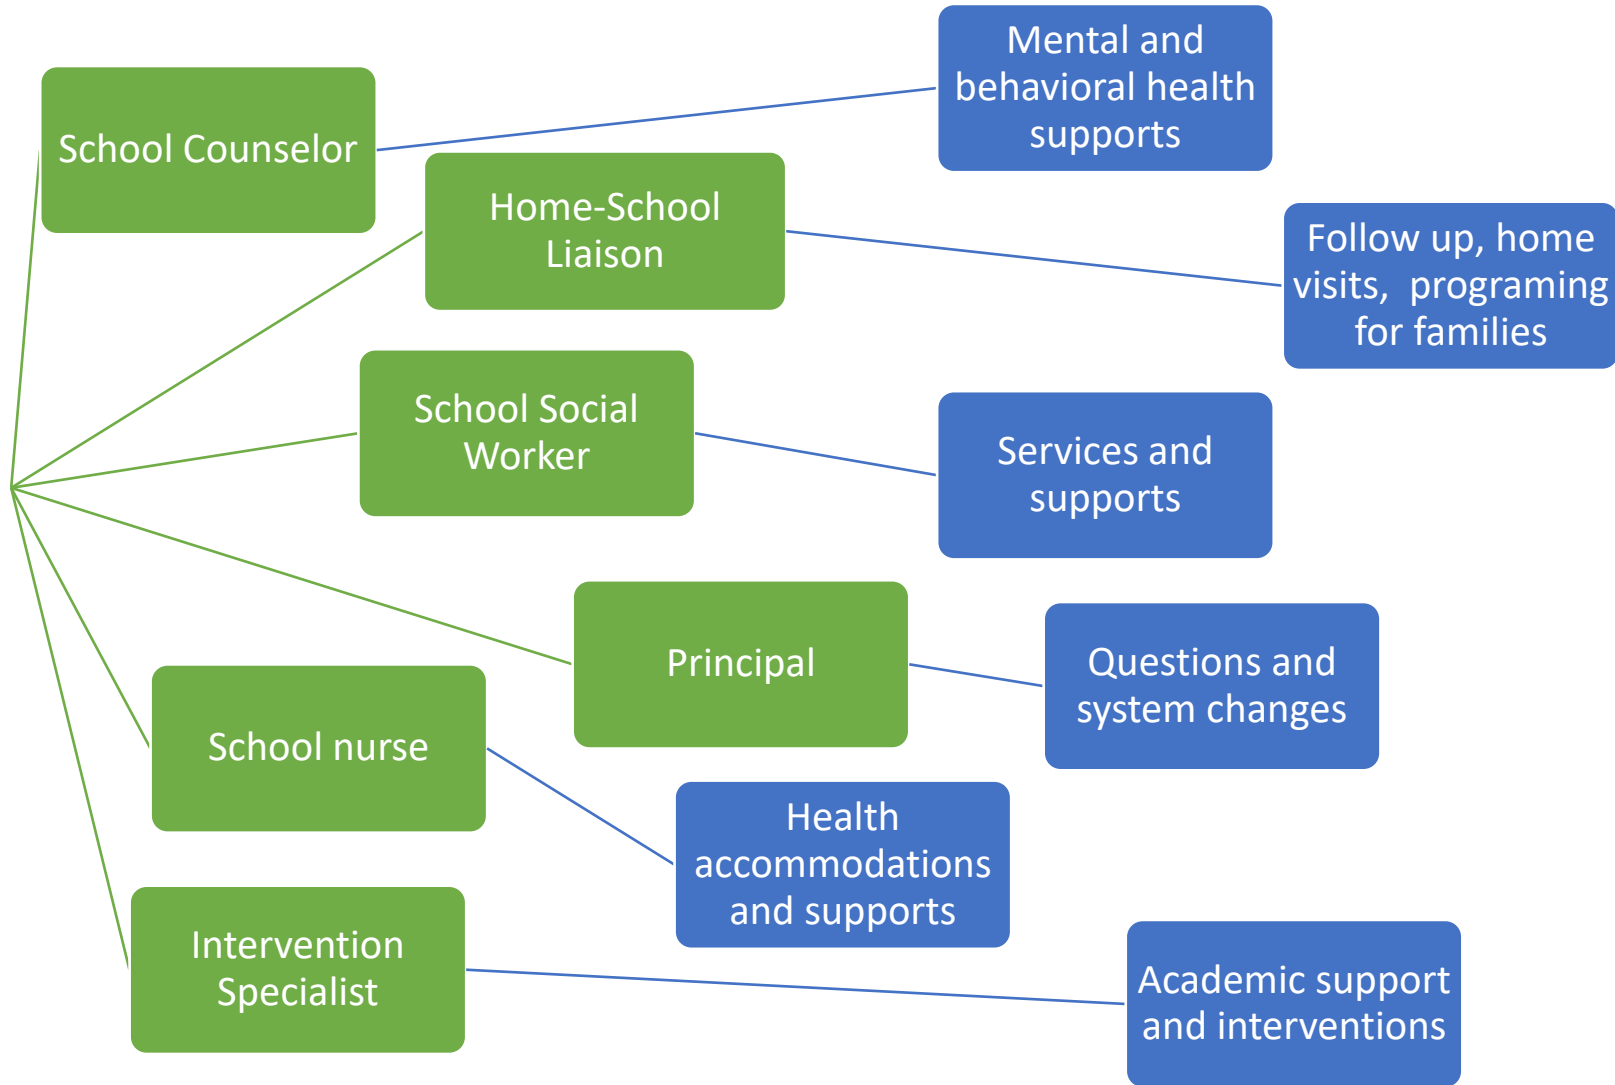 School Counselor
Mental and
behavioral health
supports
Home-School
Liaison
Follow up, home
visits,  programing
for families
School Social
Worker
Services and
supports
Principal
Questions and
system changes
School nurse
Health
accommodations
and supports
Intervention
Specialist
Academic support
and interventions